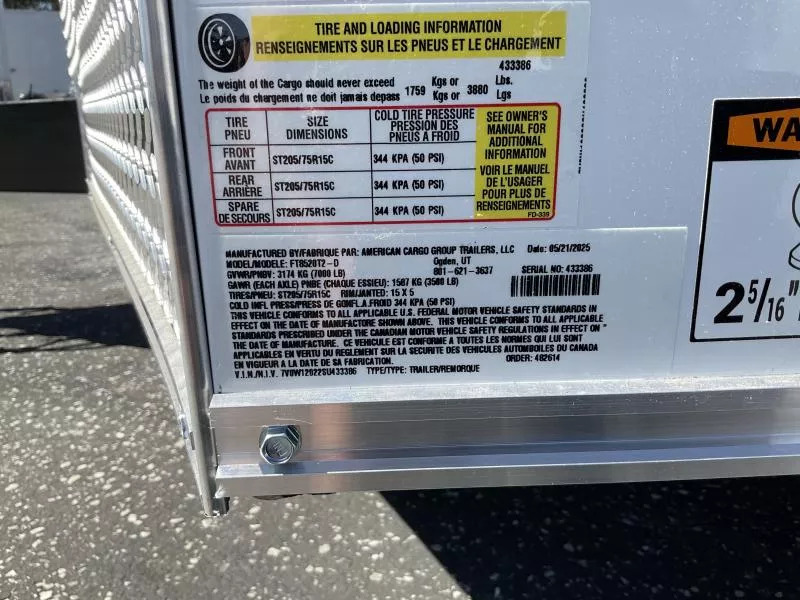 TIRE AND LOADING INFORMATION
RENSEIGNEMENTS SUR LES PNEUS ET LE CHARGEMENT
433386
The weight of the Cargo should never exceed 1759 Kgs or 3880 Lbs.
Le poids du chargement ne doit jamais depass Kg or Lgs
TIRE PNEU SIZE DIMENSIONS COLD TIRE PRESSURE PRESSION DES PNEUS A FROID
FRONT AVANT ST205/75R15C 344 KPA (50 PSI)
REAR ARRIÈRE ST205/75R15C 344 KPA (50 PSI)
SPARE DE SECOURS ST205/75R15C 344 KPA (50 PSI)
SEE OWNER'S
MANUAL FOR
ADDITIONAL
INFORMATION
VOIR LE MANUEL
DE L'USAGER
POUR PLUS DE
RENSEIGNEMENTS
FD-339
MANUFACTURED BY/FABRIQUE PAR: AMERICAN CARGO GROUP TRAILERS, LLC Date: 05/21/2025
MODEL/MODELE: FT8520T2-D Ogden, UT
GVWR/PNBV: 3174 KG (7000 LB) 801-621-3637 SERIAL NO: 433386
GAWR (EACH AXLE) PNBE (CHAQUE ESSIEU): 1587 KG (3500 LB)
TIRES/PNEU: ST205/75R15C RIM/JANTED: 15 X 5
COLD INFL PRESS/PRESS DE GONFL.A FROID 344 KPA (50 PSI)
THIS VEHICLE CONFORMS TO ALL APPLICABLE U.S. FEDERAL MOTOR VEHICLE SAFETY STANDARDS IN
EFFECT ON THE DATE OF MANUFACTURE SHOWN ABOVE. THIS VEHICLE CONFORMS TO ALL APPLICABLE
STANDARDS PRESCRIBED UNDER THE CANADIAN MOTOR VEHICLE SAFETY REGULATIONS IN EFFECT ON "
THE DATE OF MANUFACTURE. CE VEHICULE EST CONFORME A TOUTES LES NORMES QUI LUI SONT
APPLICABLES EN VERTU DU REGLEMENT SUR LA SECURITE DES VEHICULES AUTOMOBILES DU CANADA
EN VIGUEUR A LA DATE DE SA FABRICATION. ORDER: 482614
V.I.N./N.I.V. 7V0W12022SU433386 TYPE/TYPE: TRAILER/REMORQUE
WA
2 5/16"